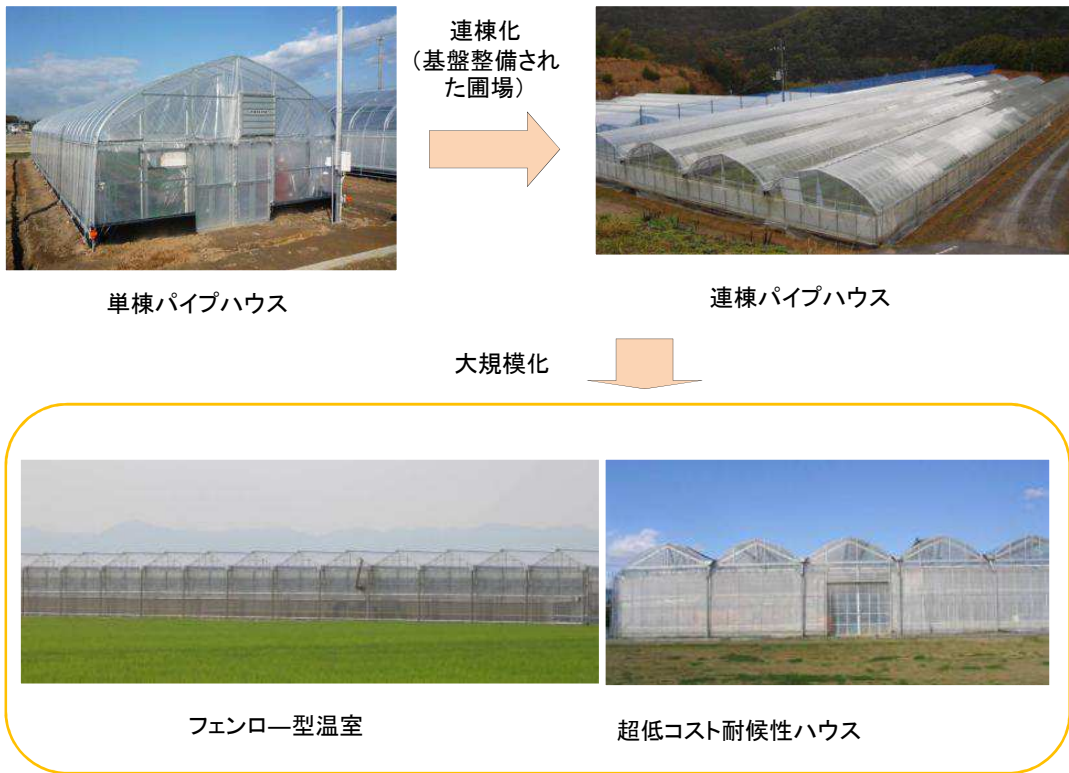 連棟化
(基盤整備され
た圃場)
単棟パイプハウス
連棟パイプハウス
大規模化
フェンロ―型温室
超低コスト耐候性ハウス